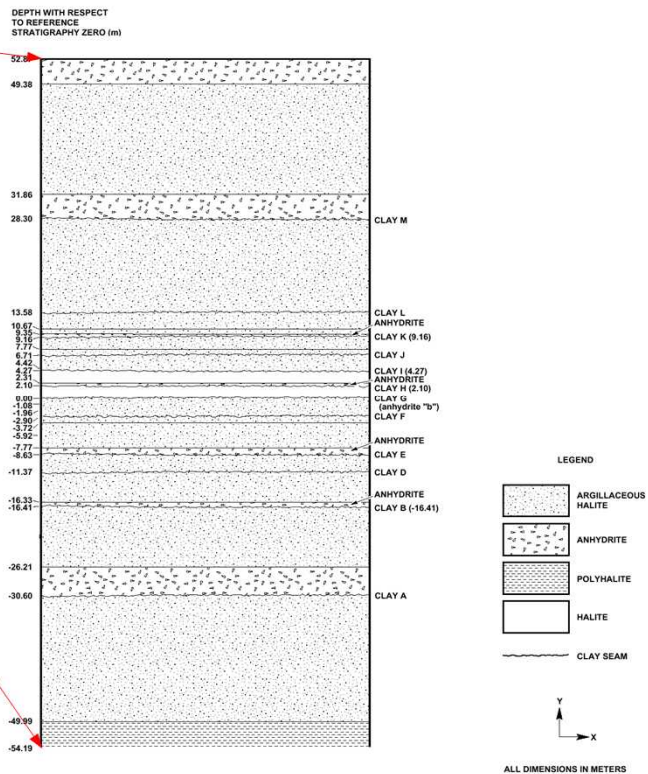 DEPTH WITH RESPECT
TO REFERENCE
STRATIGRAPHY ZERO (m)
49.38
31.86
28.30
CLAY M
13.58
CLAY L
10.67
ANHYDRITE
9.35
9.16
CLAY K (9.16)
7.77
6.71
CLAY J
4.42
4.27
CLAY I (4.27)
2.31
ANHYDRITE
2.10
CLAY H (2.10)
0.00
CLAY G
-1.08
(anhydrite "b")
-1.96
-2.90
CLAY F
-3.72
-5.92
ANHYDRITE
-7.77
-8.63
CLAY E
-11.37
CLAY D
ANHYDRITE
-16.33
-16.41
CLAY B (-16.41)
-26.21
-30.60
CLAY A
-49.99
-54.19
LEGEND
ARGILLACEOUS
HALITE
ANHYDRITE
POLYHALITE
HALITE
CLAY SEAM
Y
X
ALL DIMENSIONS IN METERS